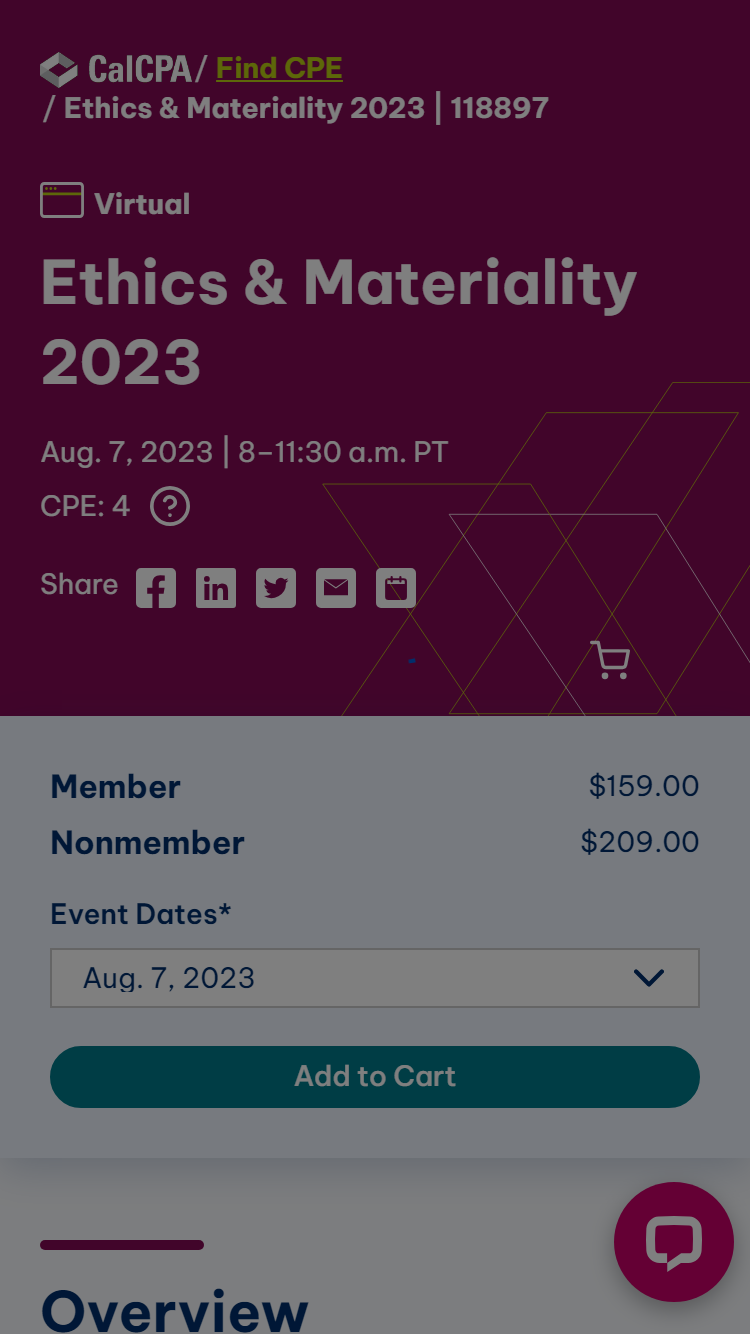 CalCPA / Find CPE
/ Ethics & Materiality 2023 | 118897
Virtual
Ethics & Materiality
2023
Aug. 7, 2023 | 8–11:30 a.m. PT
CPE: 4 ?
Share
Member $159.00
Nonmember $209.00
Event Dates*
Aug. 7, 2023
Add to Cart
Overview